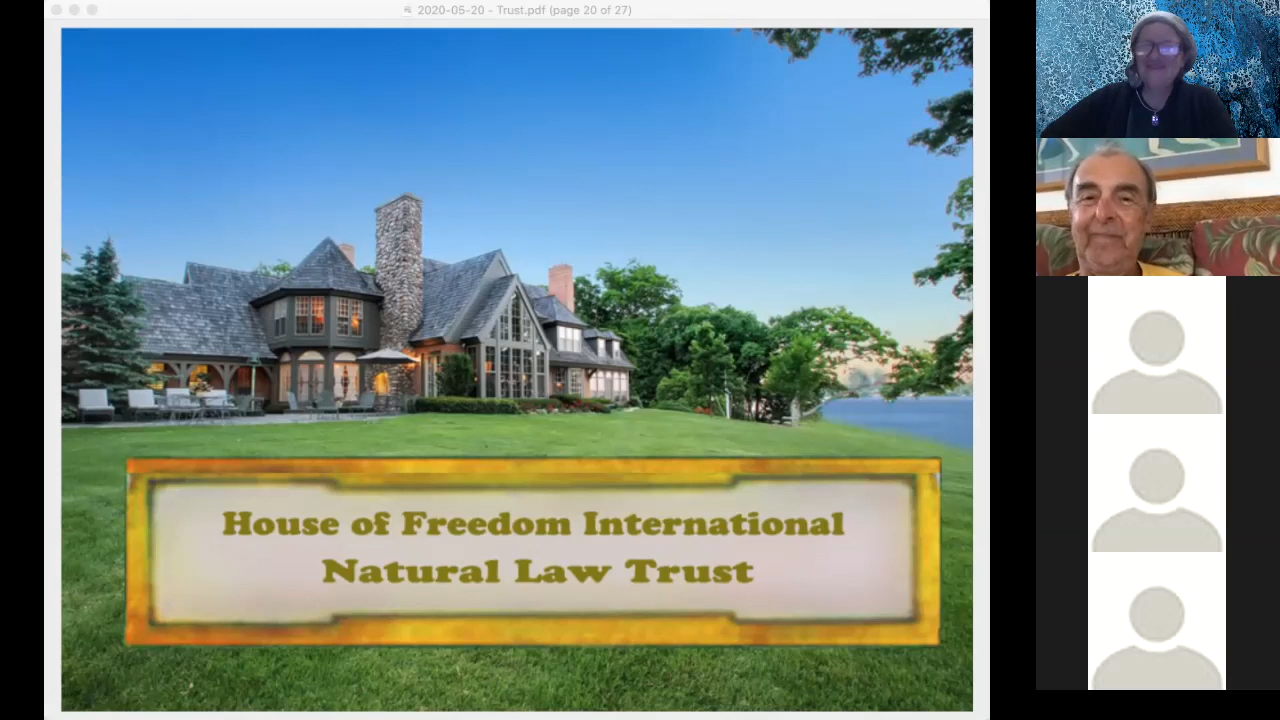 2020-05-20 - Trust.pdf (page 20 of 27)
House of Freedom International
Natural Law Trust